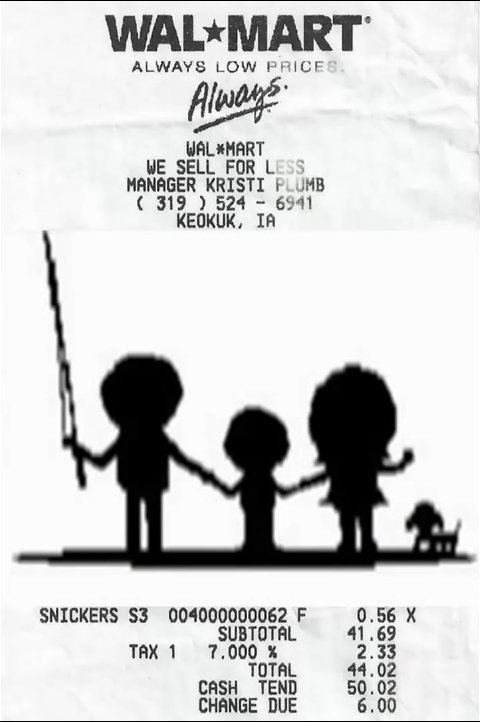 WAL★MART®
ALWAYS LOW PRICES.
Always.
WAL*MART
WE SELL FOR LESS
MANAGER KRISTI PLUMB
( 319 ) 524 - 6941
KEOKUK, IA
SNICKERS S3 004000000062 F 0.56 X
SUBTOTAL 41.69
TAX 1 7.000 % 2.33
TOTAL 44.02
CASH TEND 50.02
CHANGE DUE 6.00